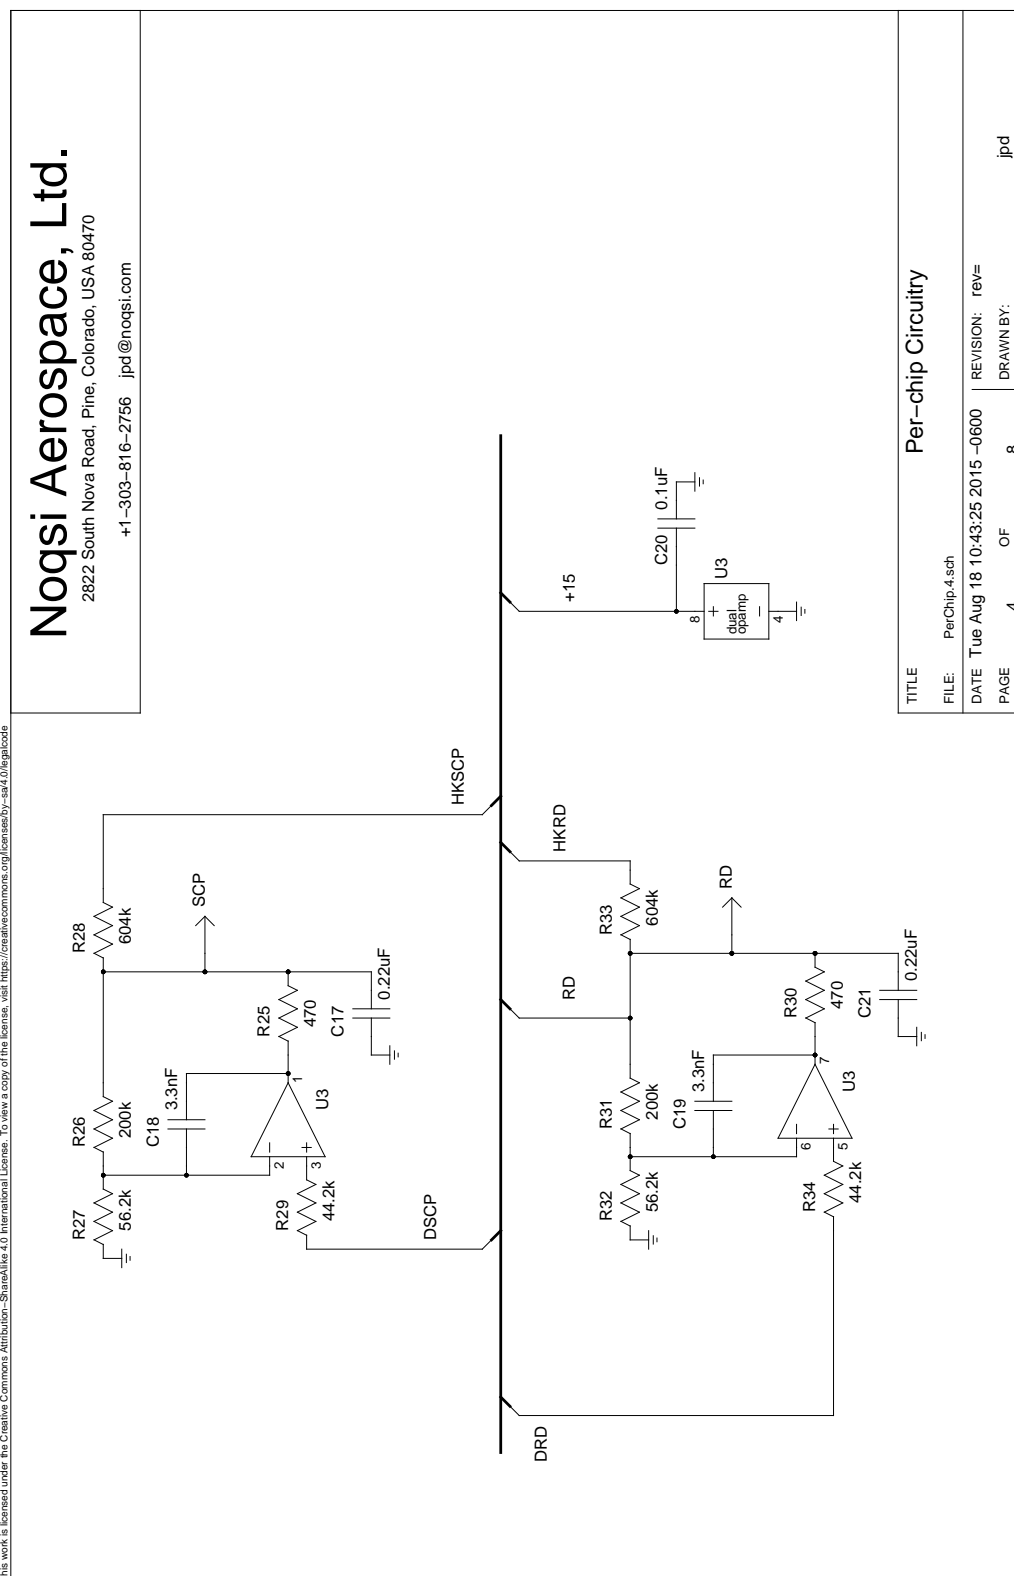 his work is licensed under the Creative Commons Attribution−ShareAlike 4.0 International License. To view a copy of the license, visit https://creativecommons.org/licenses/by−sa/4.0/legalcode
Noqsi Aerospace, Ltd.
2822 South Nova Road, Pine, Colorado, USA 80470
+1−303−816−2756 jpd@noqsi.com
R27
56.2k
R26
200k
R28
604k
C18
3.3nF
SCP
R29
44.2k
2
3
1
U3
R25
470
C17
0.22uF
DSCP
HKSCP
DRD
RD
HKRD
+15
R32
56.2k
R31
200k
R33
604k
C19
3.3nF
RD
R34
44.2k
6
5
7
U3
R30
470
C21
0.22uF
C20
0.1uF
8
dual
opamp
4
U3
TITLE
Per−chip Circuitry
FILE: PerChip.4.sch
DATE Tue Aug 18 10:43:25 2015 −0600
REVISION: rev=
PAGE 4 OF 8
DRAWN BY: jpd